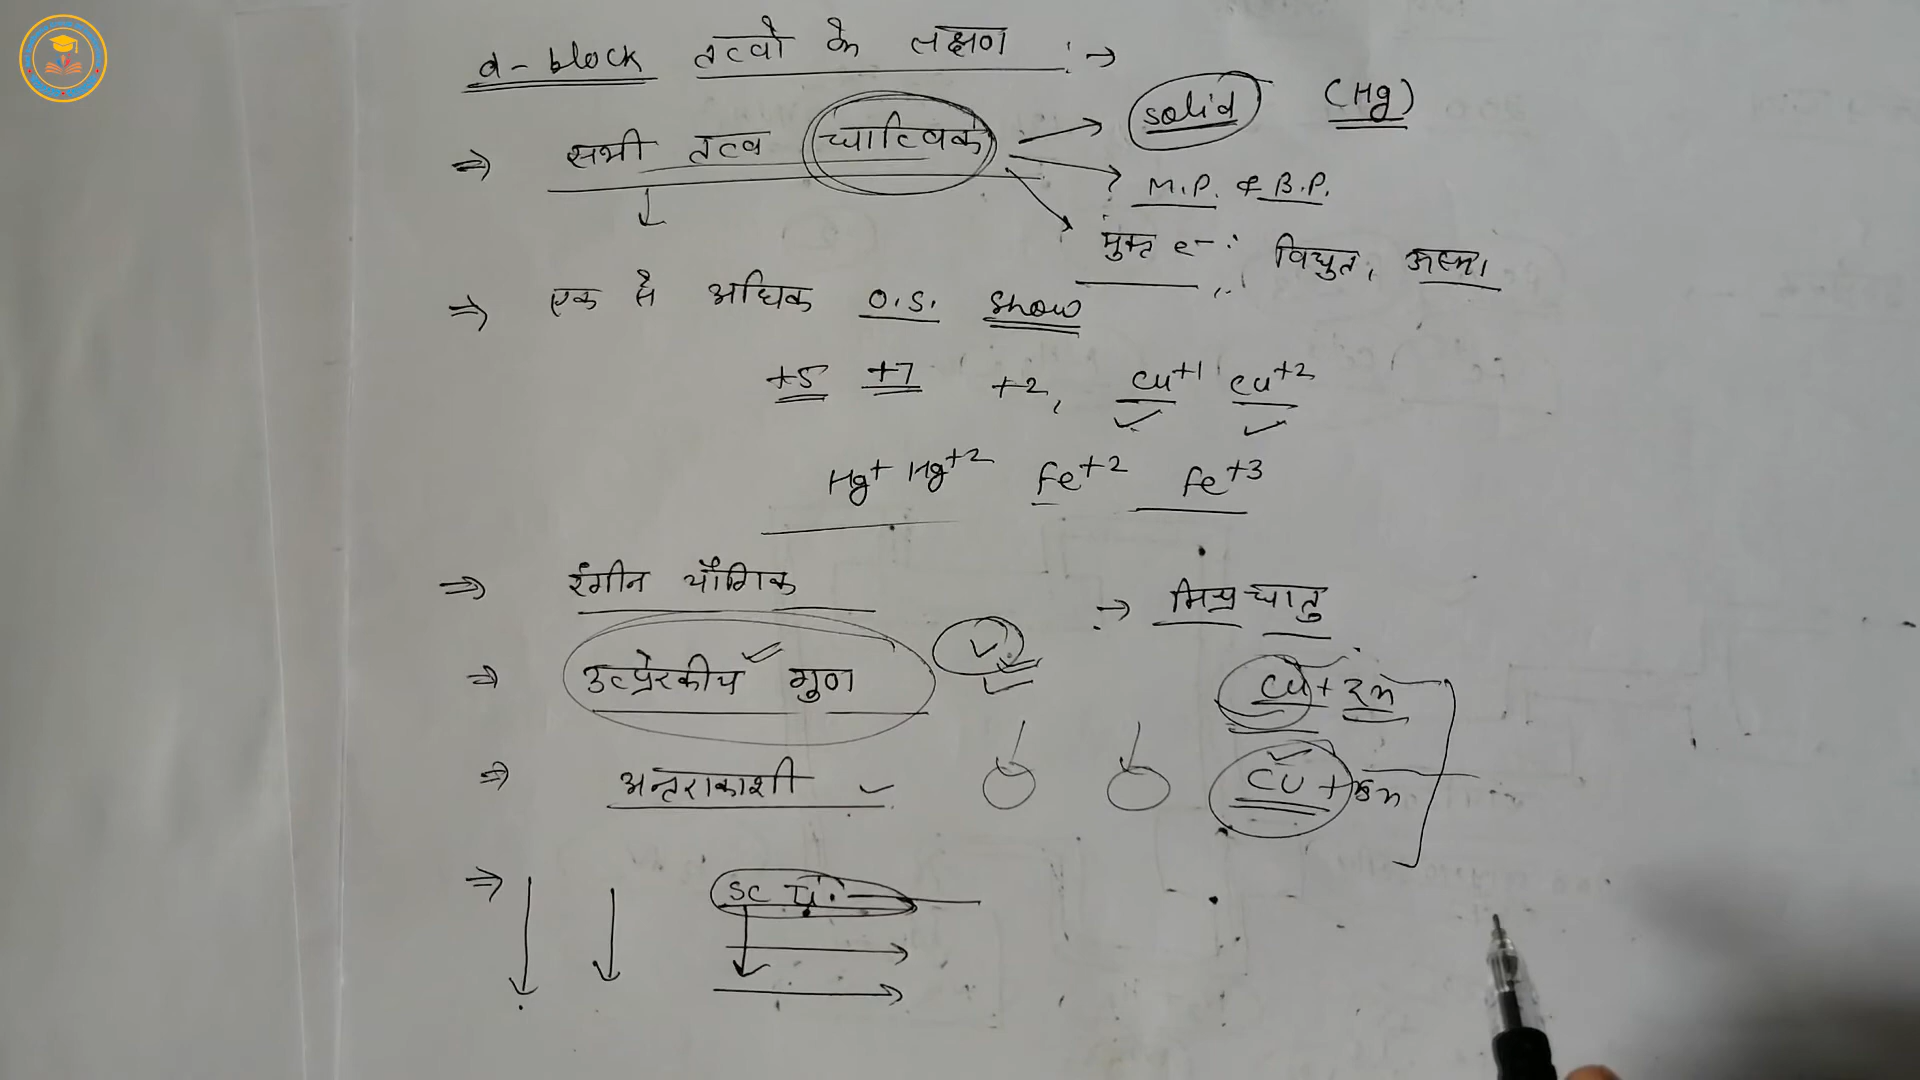 d-block तत्वों के लक्षण :→
⇒ सभी तत्व धात्विक → solid (Hg)
→ M.P. & B.P.
मुक्त e- : विद्युत, ऊष्मा
⇒ एक से अधिक O.S. show
+5 +7 +2, Cu+1 Cu+2
Hg+ Hg+2 Fe+2 Fe+3
⇒ रंगीन यौगिक
⇒ उत्प्रेरकीय गुण
⇒ अन्तराकाशी
⇒ Sc Ti
→ मिश्र धातु
Cu + Zn
Cu + Sn